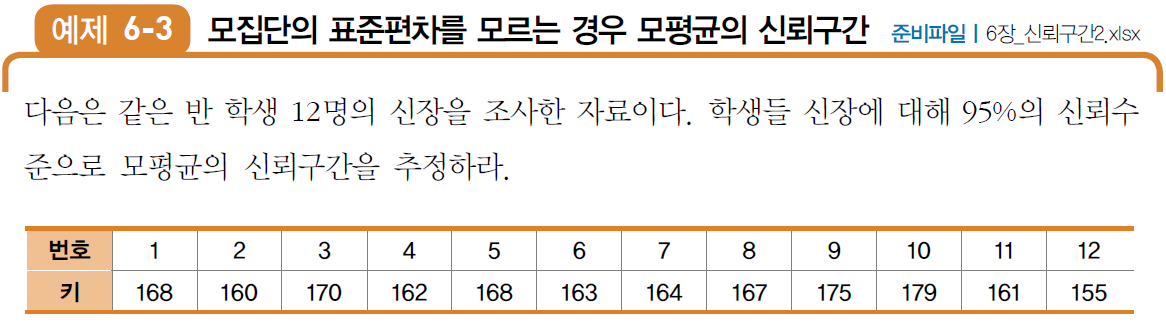 예제 6-3 모집단의 표준편차를 모르는 경우 모평균의 신뢰구간 준비파일 | 6장_신뢰구간2.xlsx
다음은 같은 반 학생 12명의 신장을 조사한 자료이다. 학생들 신장에 대해 95%의 신뢰수
준으로 모평균의 신뢰구간을 추정하라.
번호 1 2 3 4 5 6 7 8 9 10 11 12
키 168 160 170 162 168 163 164 167 175 179 161 155